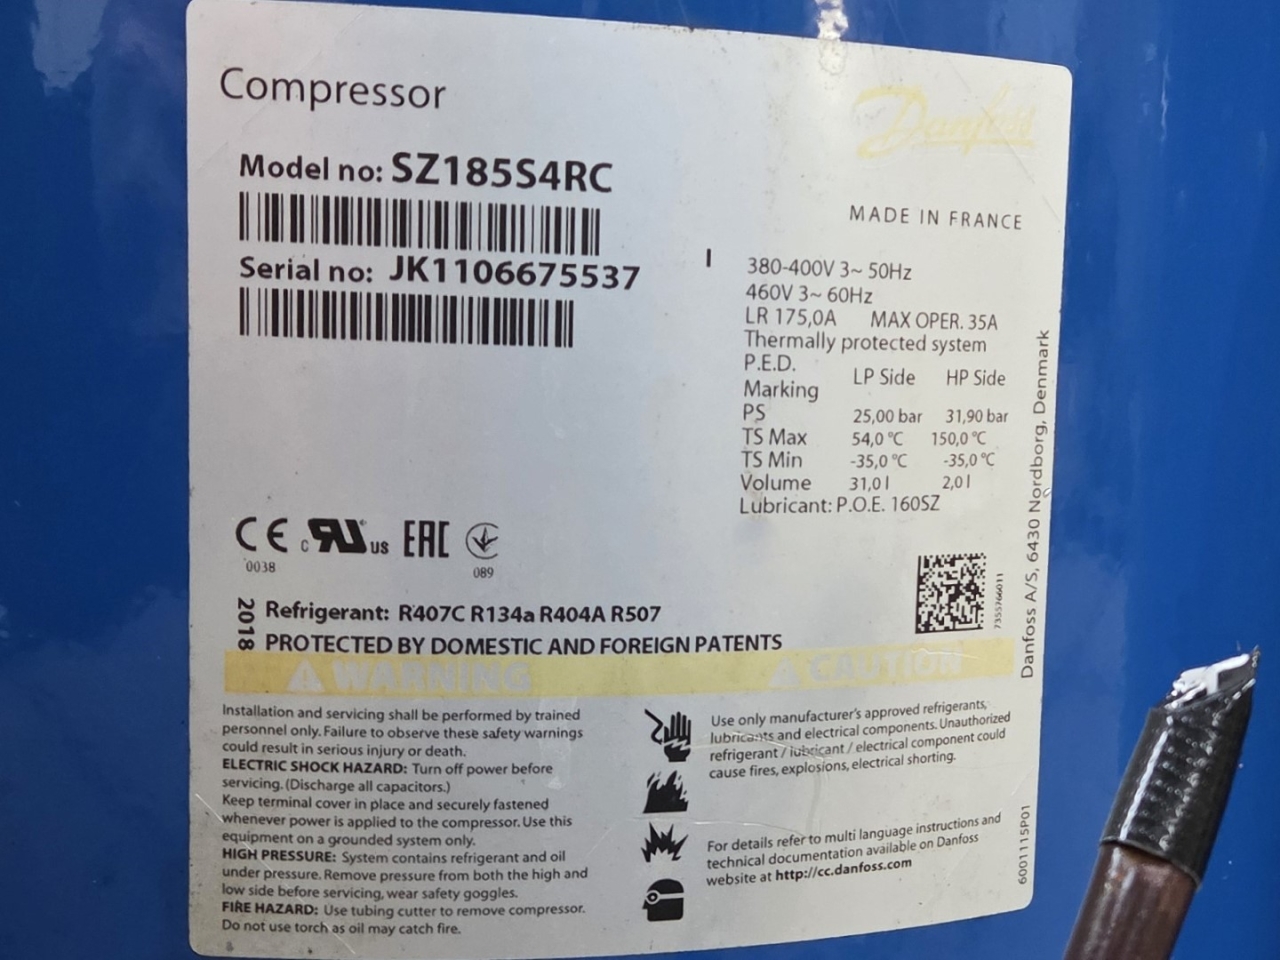 Compressor
Danfoss
Model no: SZ185S4RC
MADE IN FRANCE
Serial no: JK1106675537
I
380-400V 3~ 50Hz
460V 3~ 60Hz
LR 175,0A MAX OPER. 35A
Thermally protected system
P.E.D.
Marking LP Side HP Side
PS 25,00 bar 31,90 bar
TS Max 54,0 °C 150,0 °C
TS Min -35,0 °C -35,0 °C
Volume 31,0 l 2,0 l
Lubricant: P.O.E. 160SZ
Danfoss A/S, 6430 Nordborg, Denmark
CE c RU us EAC
0038 089
7355766011
2018
Refrigerant: R407C R134a R404A R507
PROTECTED BY DOMESTIC AND FOREIGN PATENTS
WARNING CAUTION
Installation and servicing shall be performed by trained
personnel only. Failure to observe these safety warnings
could result in serious injury or death.
ELECTRIC SHOCK HAZARD: Turn off power before
servicing. (Discharge all capacitors.)
Keep terminal cover in place and securely fastened
whenever power is applied to the compressor. Use this
equipment on a grounded system only.
HIGH PRESSURE: System contains refrigerant and oil
under pressure. Remove pressure from both the high and
low side before servicing, wear safety goggles.
FIRE HAZARD: Use tubing cutter to remove compressor.
Do not use torch as oil may catch fire.
Use only manufacturer's approved refrigerants,
lubricants and electrical components. Unauthorized
refrigerant / lubricant / electrical component could
cause fires, explosions, electrical shorting.
For details refer to multi language instructions and
technical documentation available on Danfoss
website at http://cc.danfoss.com
6001115P01